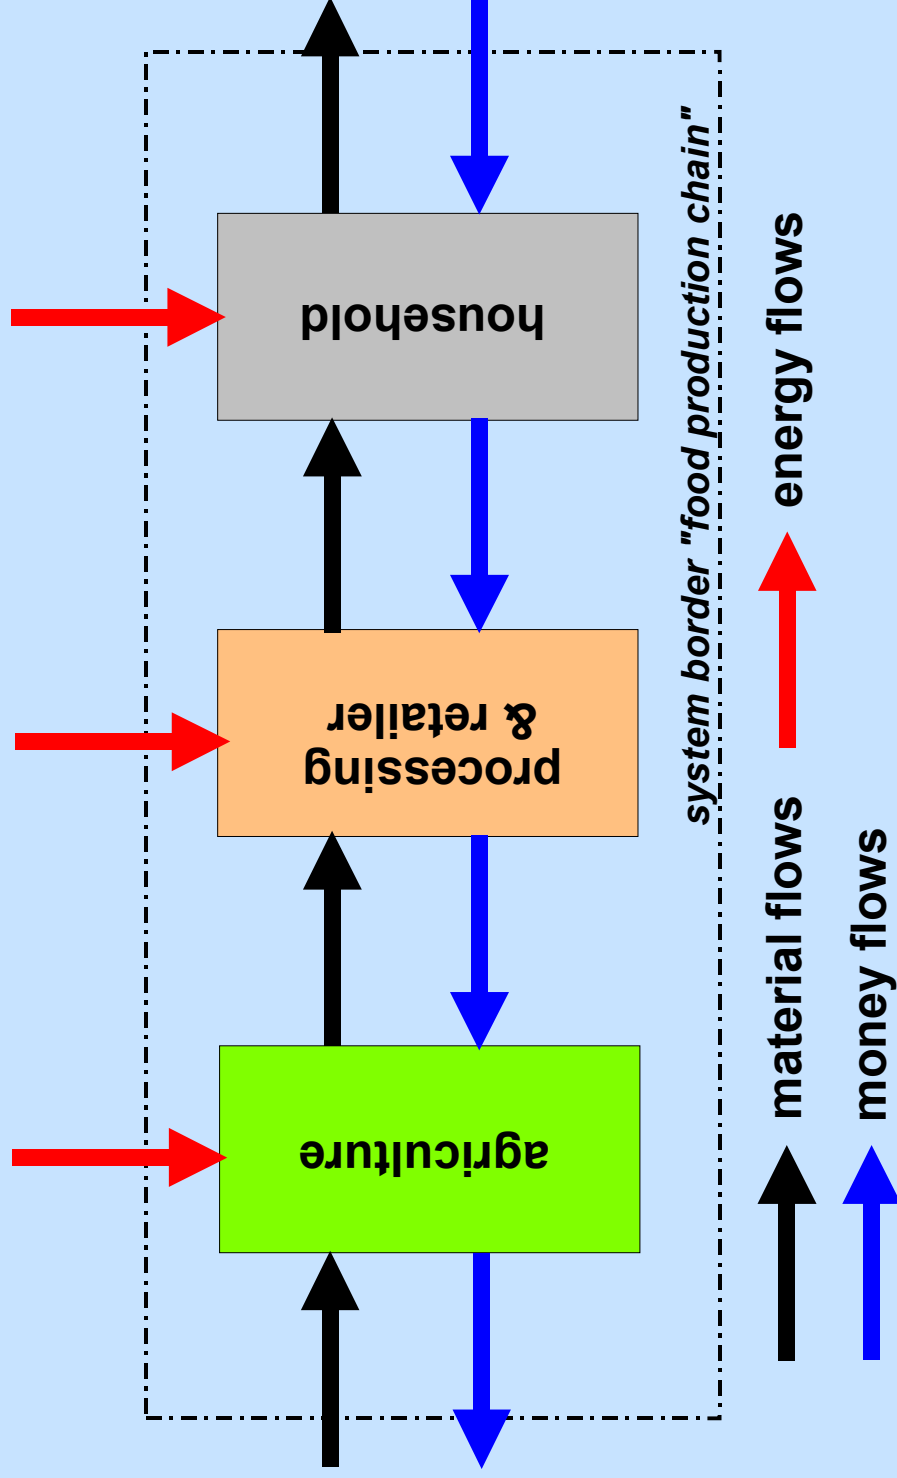 agriculture
processing
& retailer
household
system border "food production chain"
material flows
energy flows
money flows